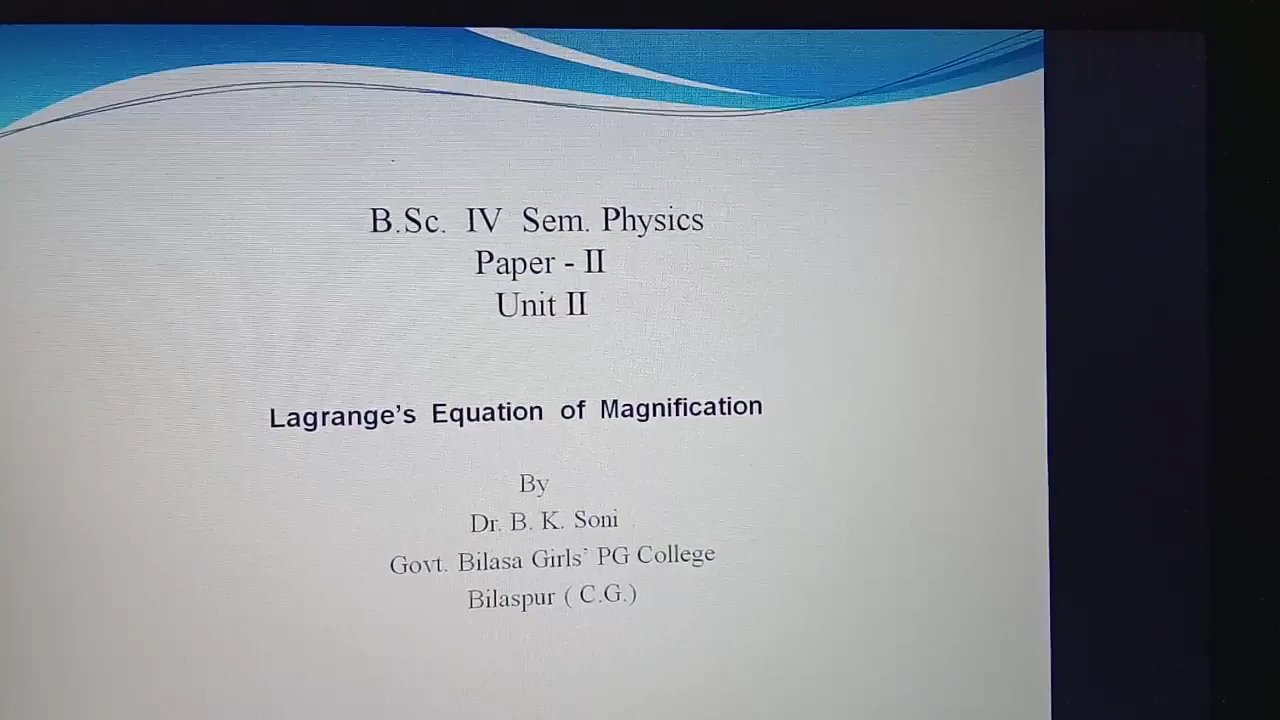 B.Sc. IV Sem. Physics
Paper - II
Unit II
Lagrange's Equation of Magnification
By
Dr. B. K. Soni
Govt. Bilasa Girls' PG College
Bilaspur ( C.G.)